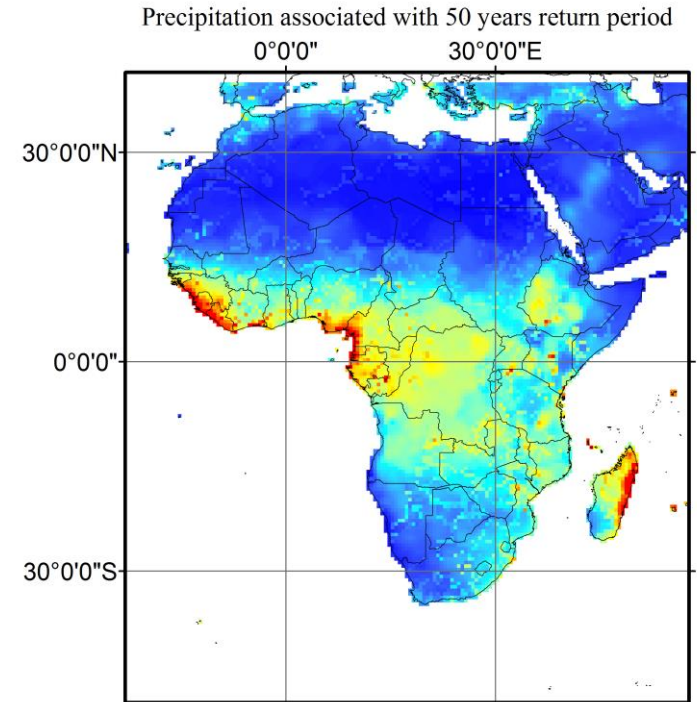 Precipitation associated with 50 years return period
0°0'0" 30°0'0"E
30°0'0"N
0°0'0"
30°0'0"S